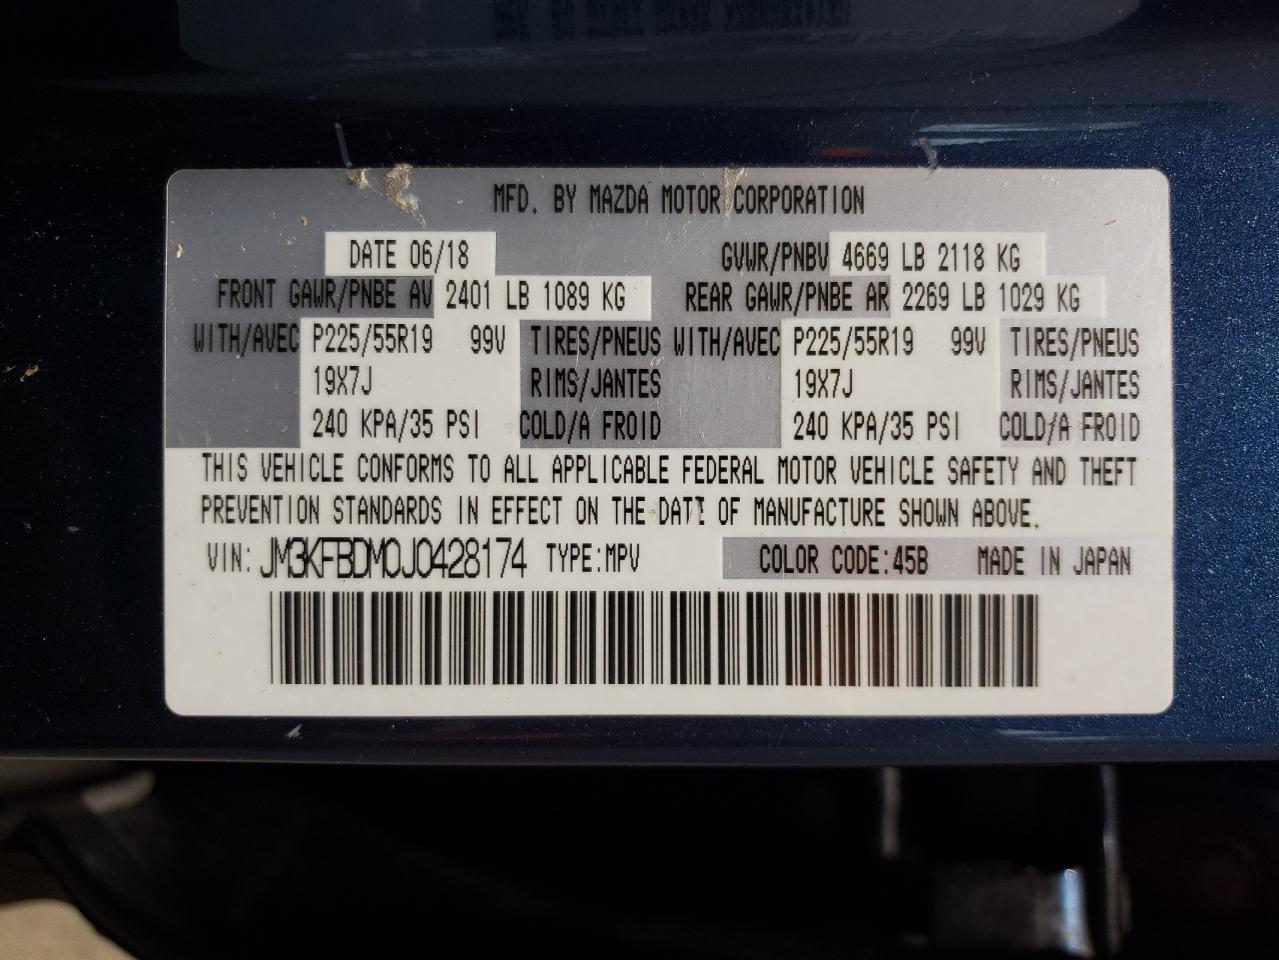 MFD. BY MAZDA MOTOR CORPORATION
DATE 06/18 GVWR/PNBV 4669 LB 2118 KG
FRONT GAWR/PNBE AV 2401 LB 1089 KG REAR GAWR/PNBE AR 2269 LB 1029 KG
WITH/AVEC P225/55R19 99V TIRES/PNEUS WITH/AVEC P225/55R19 99V TIRES/PNEUS
19X7J RIMS/JANTES 19X7J RIMS/JANTES
240 KPA/35 PSI COLD/A FROID 240 KPA/35 PSI COLD/A FROID
THIS VEHICLE CONFORMS TO ALL APPLICABLE FEDERAL MOTOR VEHICLE SAFETY AND THEFT
PREVENTION STANDARDS IN EFFECT ON THE DATE OF MANUFACTURE SHOWN ABOVE.
VIN: JM3KFBDM0J0428174 TYPE:MPV COLOR CODE:45B MADE IN JAPAN